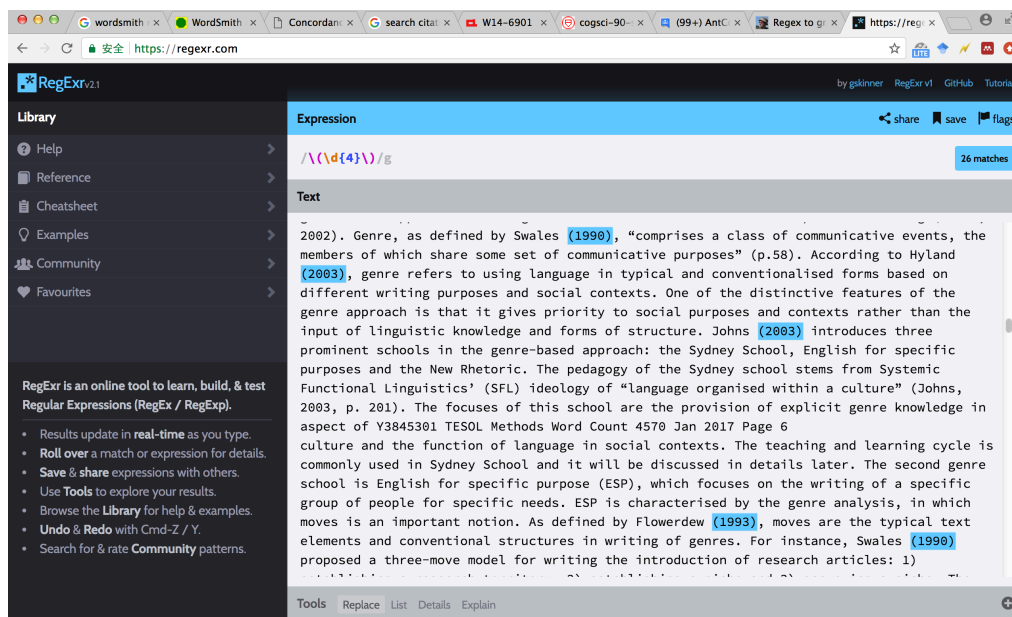 wordsmith
WordSmith
Concordanc
search citat
W14-6901
cogsci-90-
(99+) AntCo
Regex to gr
https://reg
安全 https://regexr.com
LITE
RegExr v2.1
by gskinner RegExr v1 GitHub Tutoria
Library
Expression
share save flags
Help
/\(\d{4}\)/g
26 matches
Reference
Text
Cheatsheet
Examples
Community
Favourites
2002). Genre, as defined by Swales (1990), “comprises a class of communicative events, the
members of which share some set of communicative purposes” (p.58). According to Hyland
(2003), genre refers to using language in typical and conventionalised forms based on
different writing purposes and social contexts. One of the distinctive features of the
genre approach is that it gives priority to social purposes and contexts rather than the
input of linguistic knowledge and forms of structure. Johns (2003) introduces three
prominent schools in the genre-based approach: the Sydney School, English for specific
purposes and the New Rhetoric. The pedagogy of the Sydney school stems from Systemic
Functional Linguistics’ (SFL) ideology of “language organised within a culture” (Johns,
2003, p. 201). The focuses of this school are the provision of explicit genre knowledge in
aspect of Y3845301 TESOL Methods Word Count 4570 Jan 2017 Page 6
culture and the function of language in social contexts. The teaching and learning cycle is
commonly used in Sydney School and it will be discussed in details later. The second genre
school is English for specific purpose (ESP), which focuses on the writing of a specific
group of people for specific needs. ESP is characterised by the genre analysis, in which
moves is an important notion. As defined by Flowerdew (1993), moves are the typical text
elements and conventional structures in writing of genres. For instance, Swales (1990)
proposed a three-move model for writing the introduction of research articles: 1)
RegExr is an online tool to learn, build, & test
Regular Expressions (RegEx / RegExp).
• Results update in real-time as you type.
• Roll over a match or expression for details.
• Save & share expressions with others.
• Use Tools to explore your results.
• Browse the Library for help & examples.
• Undo & Redo with Cmd-Z / Y.
• Search for & rate Community patterns.
Tools Replace List Details Explain